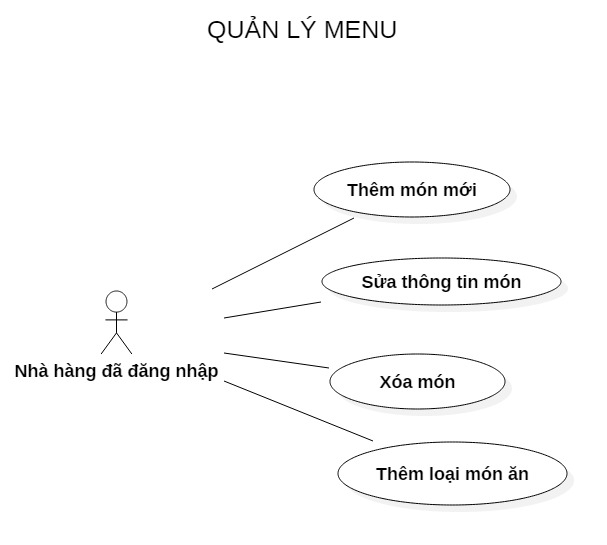 QUẢN LÝ MENU
Thêm món mới
Sửa thông tin món
Nhà hàng đã đăng nhập
Xóa món
Thêm loại món ăn